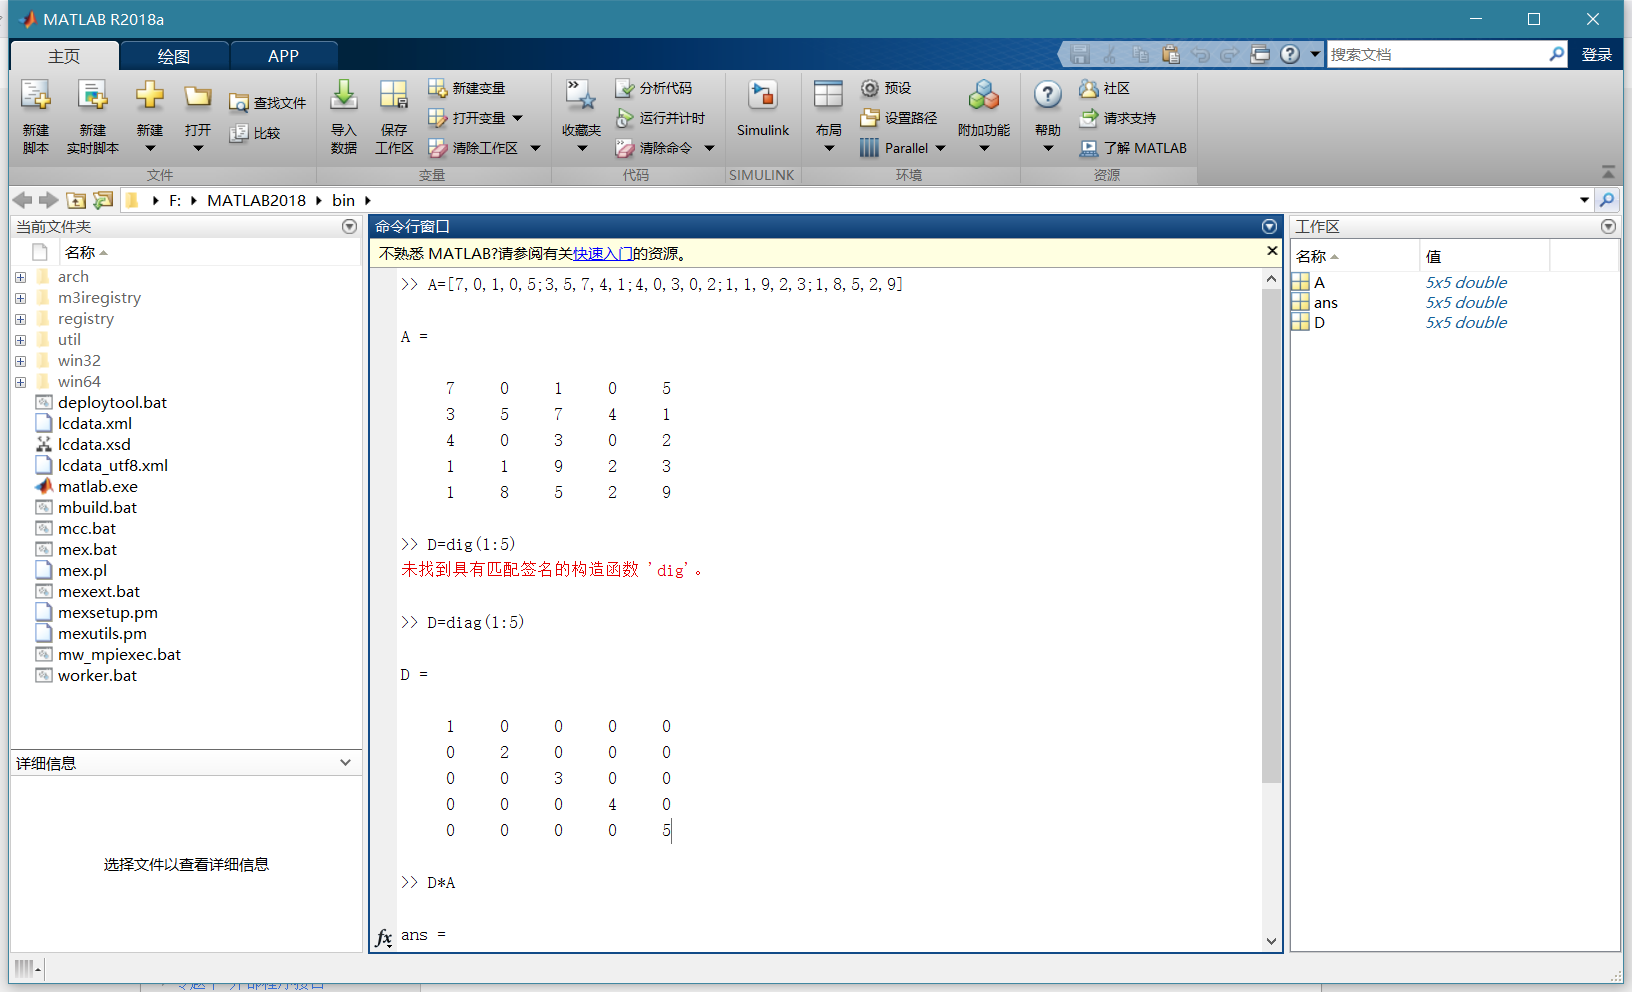 MATLAB R2018a
主页 绘图 APP
搜索文档 登录
新建脚本 新建实时脚本 新建 打开 查找文件 比较
导入数据 保存工作区 新建变量 打开变量 清除工作区
收藏夹 分析代码 运行并计时 清除命令
Simulink
布局 预设 设置路径 Parallel 附加功能
帮助 社区 请求支持 了解 MATLAB
文件 变量 代码 SIMULINK 环境 资源
F: MATLAB2018 bin
当前文件夹
名称
arch
m3iregistry
registry
util
win32
win64
deploytool.bat
lcdata.xml
lcdata.xsd
lcdata_utf8.xml
matlab.exe
mbuild.bat
mcc.bat
mex.bat
mex.pl
mexext.bat
mexsetup.pm
mexutils.pm
mw_mpiexec.bat
worker.bat
详细信息
选择文件以查看详细信息
命令行窗口
不熟悉 MATLAB?请参阅有关快速入门的资源。
>> A=[7,0,1,0,5;3,5,7,4,1;4,0,3,0,2;1,1,9,2,3;1,8,5,2,9]
A =
7 0 1 0 5
3 5 7 4 1
4 0 3 0 2
1 1 9 2 3
1 8 5 2 9
>> D=dig(1:5)
未找到具有匹配签名的构造函数 'dig'。
>> D=diag(1:5)
D =
1 0 0 0 0
0 2 0 0 0
0 0 3 0 0
0 0 0 4 0
0 0 0 0 5
>> D*A
fx ans =
工作区
名称 值
A 5x5 double
ans 5x5 double
D 5x5 double